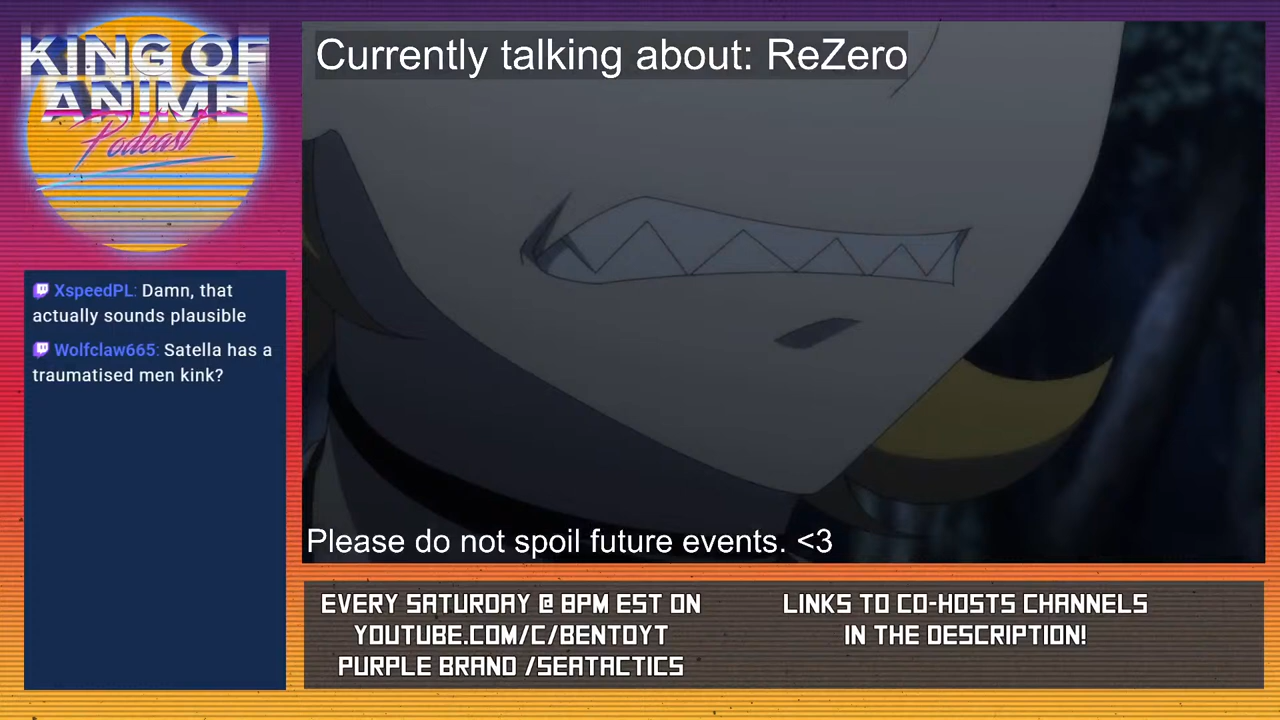 KING OF
ANIME
Podcast
Currently talking about: ReZero
XspeedPL: Damn, that
actually sounds plausible
Wolfclaw665: Satella has a
traumatised men kink?
Please do not spoil future events. <3
EVERY SATURDAY @ 8PM EST ON
YOUTUBE.COM/C/BENTOYT
PURPLE BRAND /SEATACTICS
LINKS TO CO-HOSTS CHANNELS
IN THE DESCRIPTION!